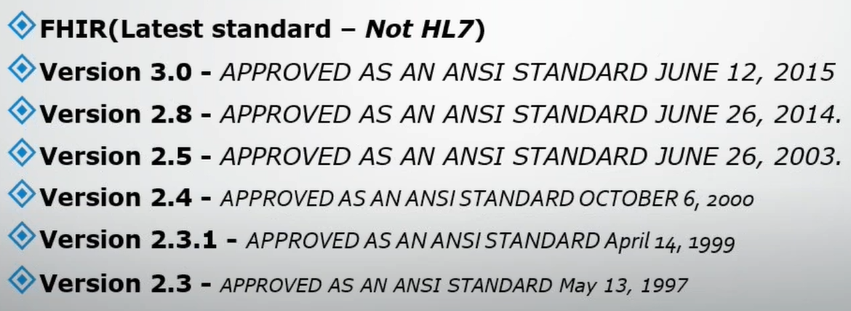 FHIR(Latest standard – Not HL7)
Version 3.0 - APPROVED AS AN ANSI STANDARD JUNE 12, 2015
Version 2.8 - APPROVED AS AN ANSI STANDARD JUNE 26, 2014.
Version 2.5 - APPROVED AS AN ANSI STANDARD JUNE 26, 2003.
Version 2.4 - APPROVED AS AN ANSI STANDARD OCTOBER 6, 2000
Version 2.3.1 - APPROVED AS AN ANSI STANDARD April 14, 1999
Version 2.3 - APPROVED AS AN ANSI STANDARD May 13, 1997